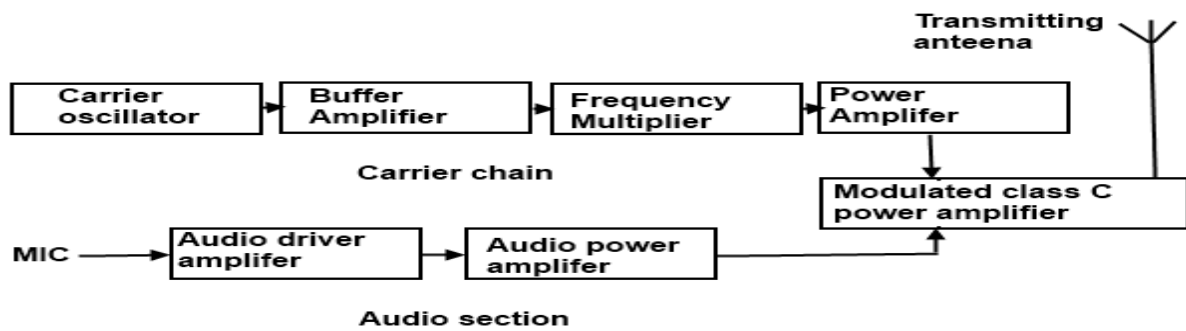 Transmitting
anteena
Carrier
oscillator
Buffer
Amplifier
Frequency
Multiplier
Power
Amplifer
Carrier chain
Modulated class C
power amplifier
MIC
Audio driver
amplifer
Audio power
amplifer
Audio section